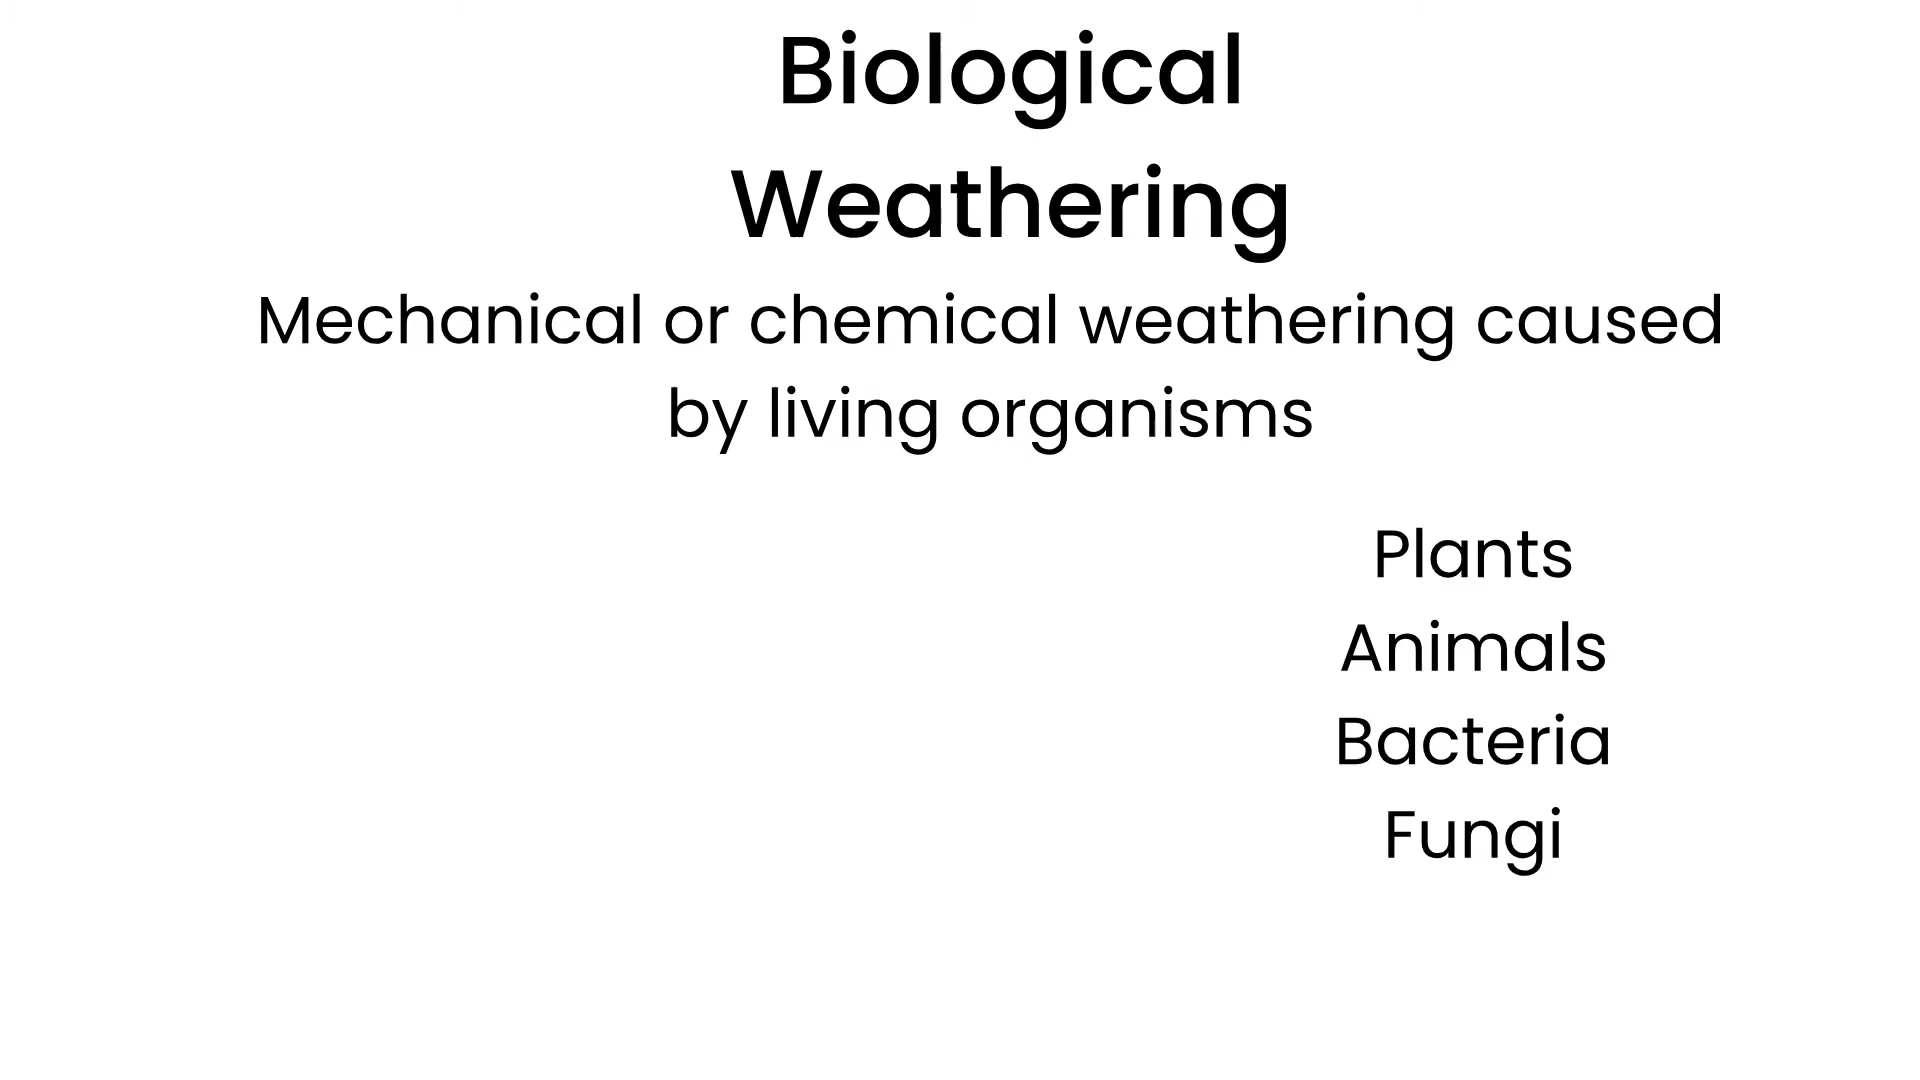 Biological
Weathering
Mechanical or chemical weathering caused
by living organisms
Plants
Animals
Bacteria
Fungi